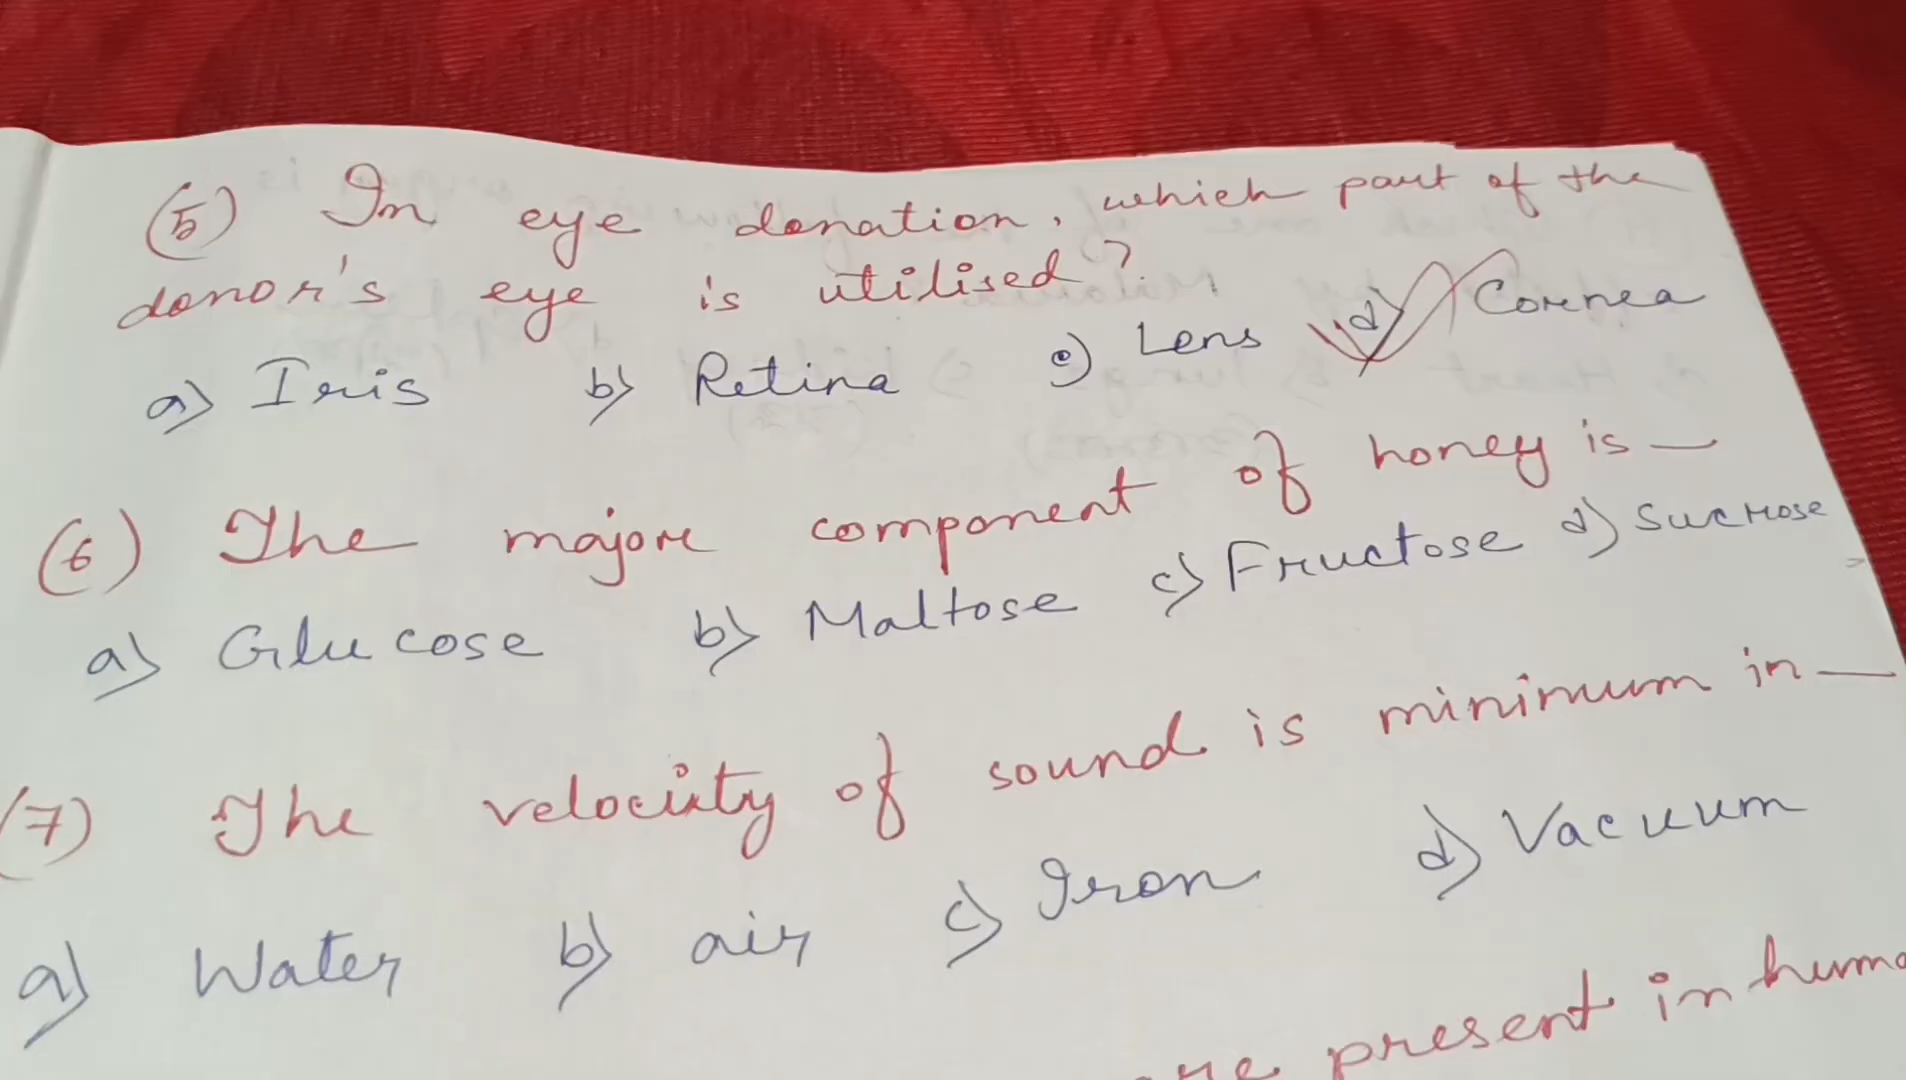 (5) In eye donation, which part of the
donor's eye is utilised?
a) Iris b) Retina c) Lens d) Cornea
(6) The major component of honey is —
a) Glucose b) Maltose c) Fructose d) Sucrose
(7) The velocity of sound is minimum in —
a) Water b) air c) Iron d) Vacuum
present in